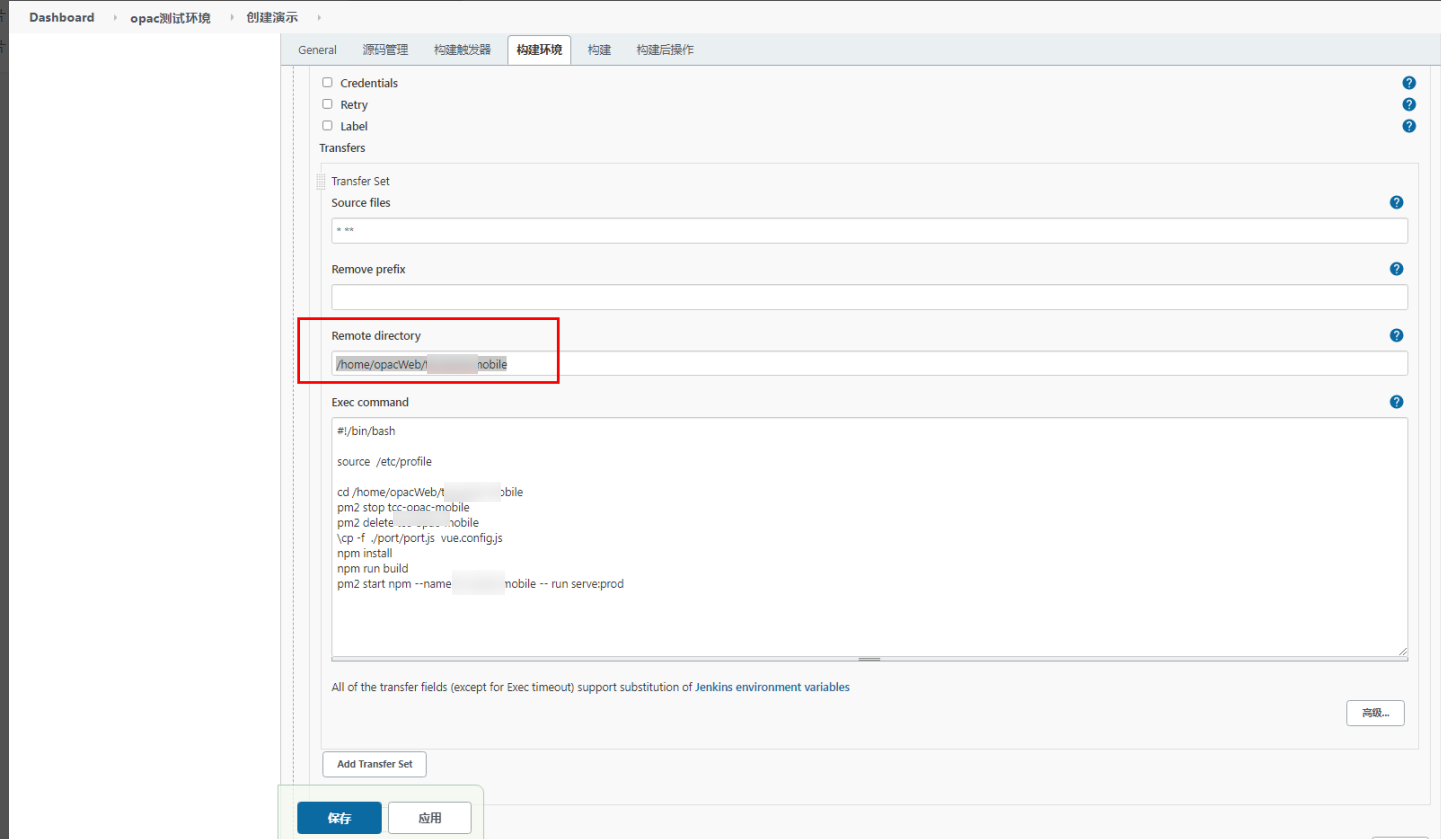 Dashboard opac测试环境 创建演示
General 源码管理 构建触发器 构建环境 构建 构建后操作
Credentials
Retry
Label
Transfers
Transfer Set
Source files
* **
Remove prefix
Remote directory
/home/opacWeb/t mobile
Exec command
#!/bin/bash
source /etc/profile
cd /home/opacWeb/t obile
pm2 stop tcc-opac-mobile
pm2 delete mobile
\cp -f ./port/port.js vue.config.js
npm install
npm run build
pm2 start npm --name mobile -- run serve:prod
All of the transfer fields (except for Exec timeout) support substitution of Jenkins environment variables
高级...
Add Transfer Set
保存 应用